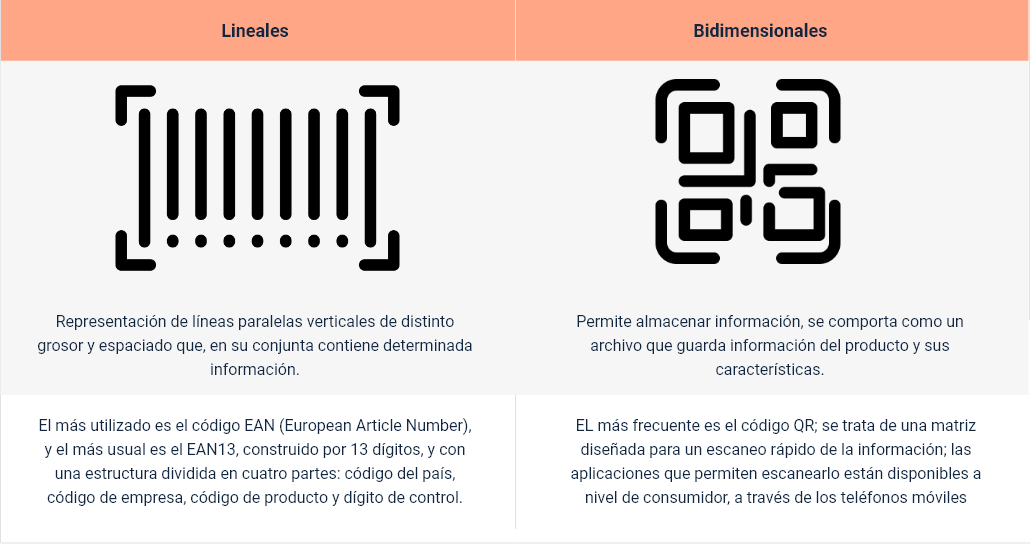 Lineales
Bidimensionales
Representación de líneas paralelas verticales de distinto
grosor y espaciado que, en su conjunta contiene determinada
información.
Permite almacenar información, se comporta como un
archivo que guarda información del producto y sus
características.
El más utilizado es el código EAN (European Article Number),
y el más usual es el EAN13, construido por 13 dígitos, y con
una estructura dividida en cuatro partes: código del país,
código de empresa, código de producto y dígito de control.
EL más frecuente es el código QR; se trata de una matriz
diseñada para un escaneo rápido de la información; las
aplicaciones que permiten escanearlo están disponibles a
nivel de consumidor, a través de los teléfonos móviles